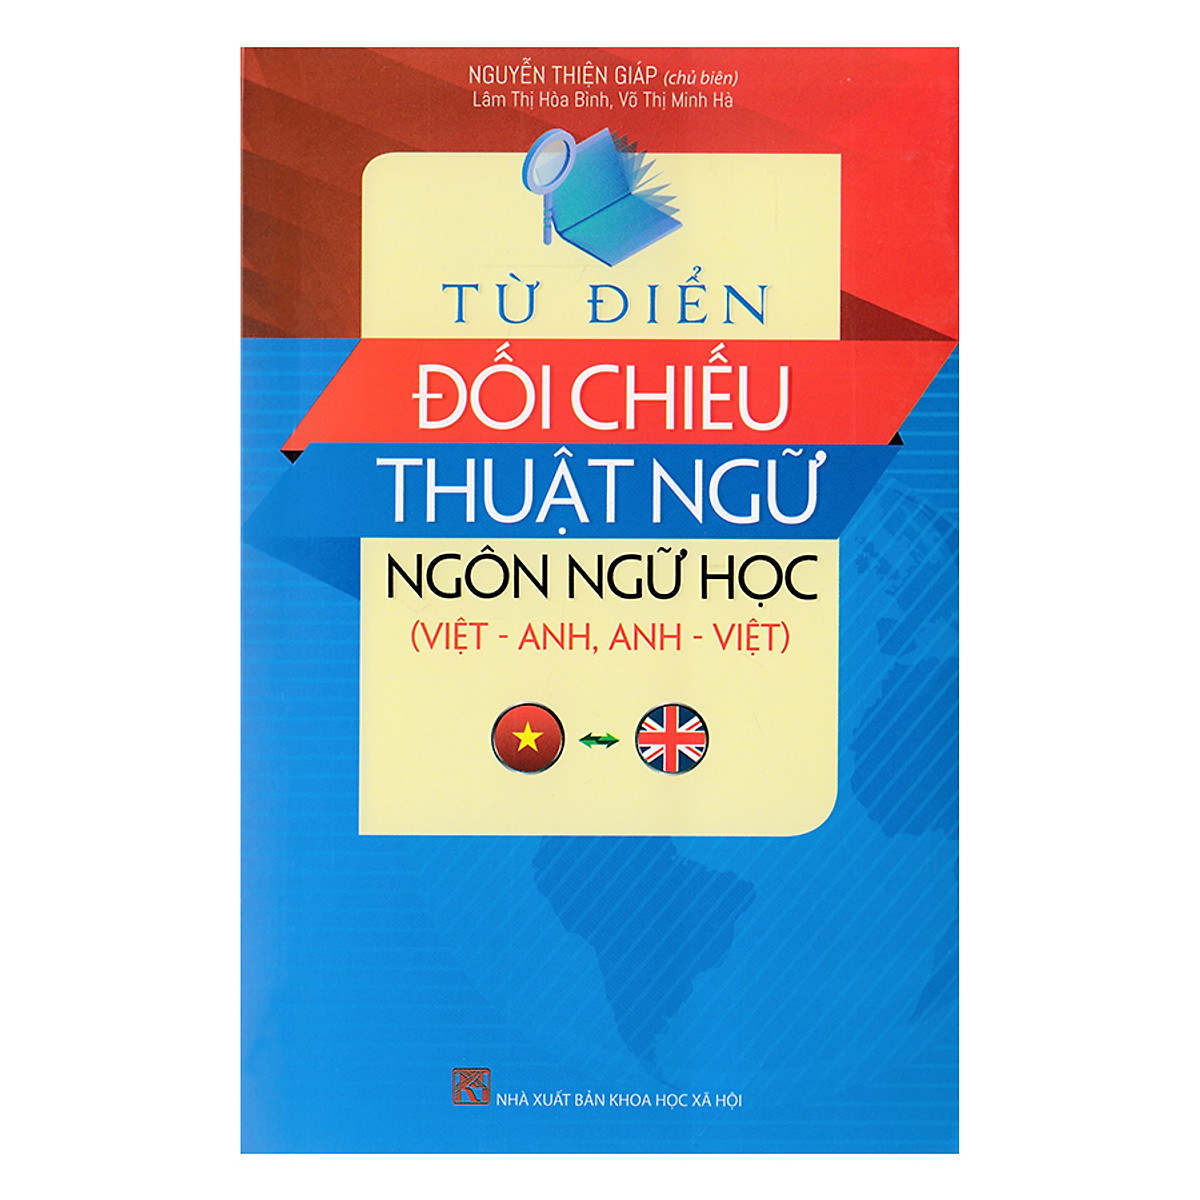 NGUYỄN THIỆN GIÁP (chủ biên)
Lâm Thị Hòa Bình, Võ Thị Minh Hà
TỪ ĐIỂN
ĐỐI CHIẾU
THUẬT NGỮ
NGÔN NGỮ HỌC
(VIỆT - ANH, ANH - VIỆT)
NHÀ XUẤT BẢN KHOA HỌC XÃ HỘI